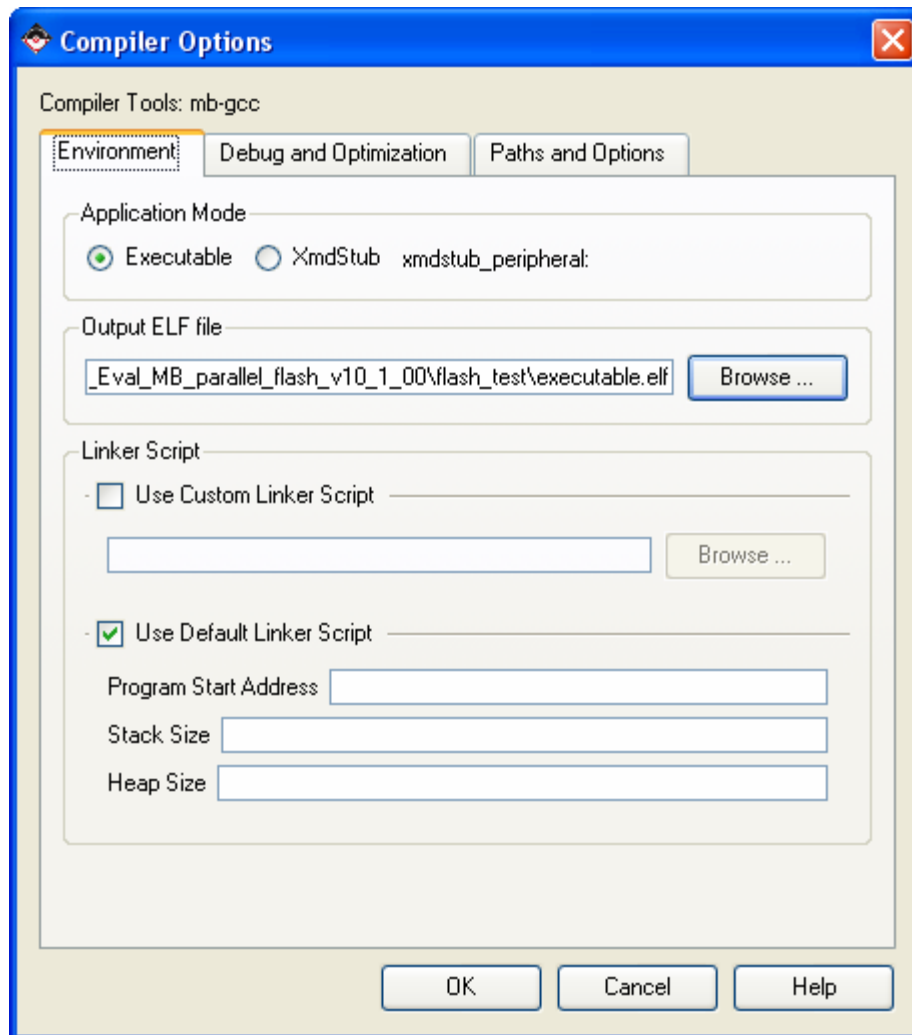 Compiler Options
Compiler Tools: mb-gcc
Environment Debug and Optimization Paths and Options
Application Mode
Executable XmdStub xmdstub_peripheral:
Output ELF file
_Eval_MB_parallel_flash_v10_1_00\flash_test\executable.elf Browse ...
Linker Script
Use Custom Linker Script
Browse ...
Use Default Linker Script
Program Start Address
Stack Size
Heap Size
OK Cancel Help